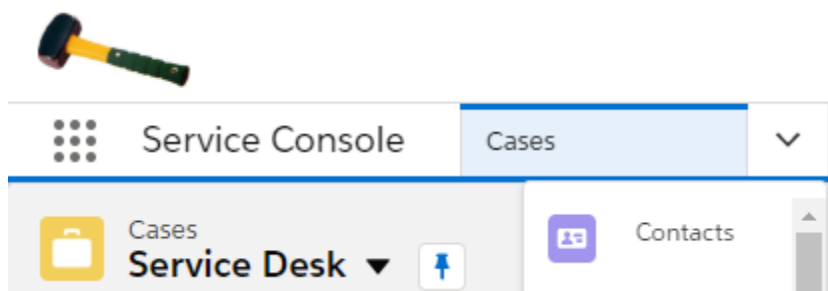 Service Console
Cases
Cases
Service Desk
Contacts